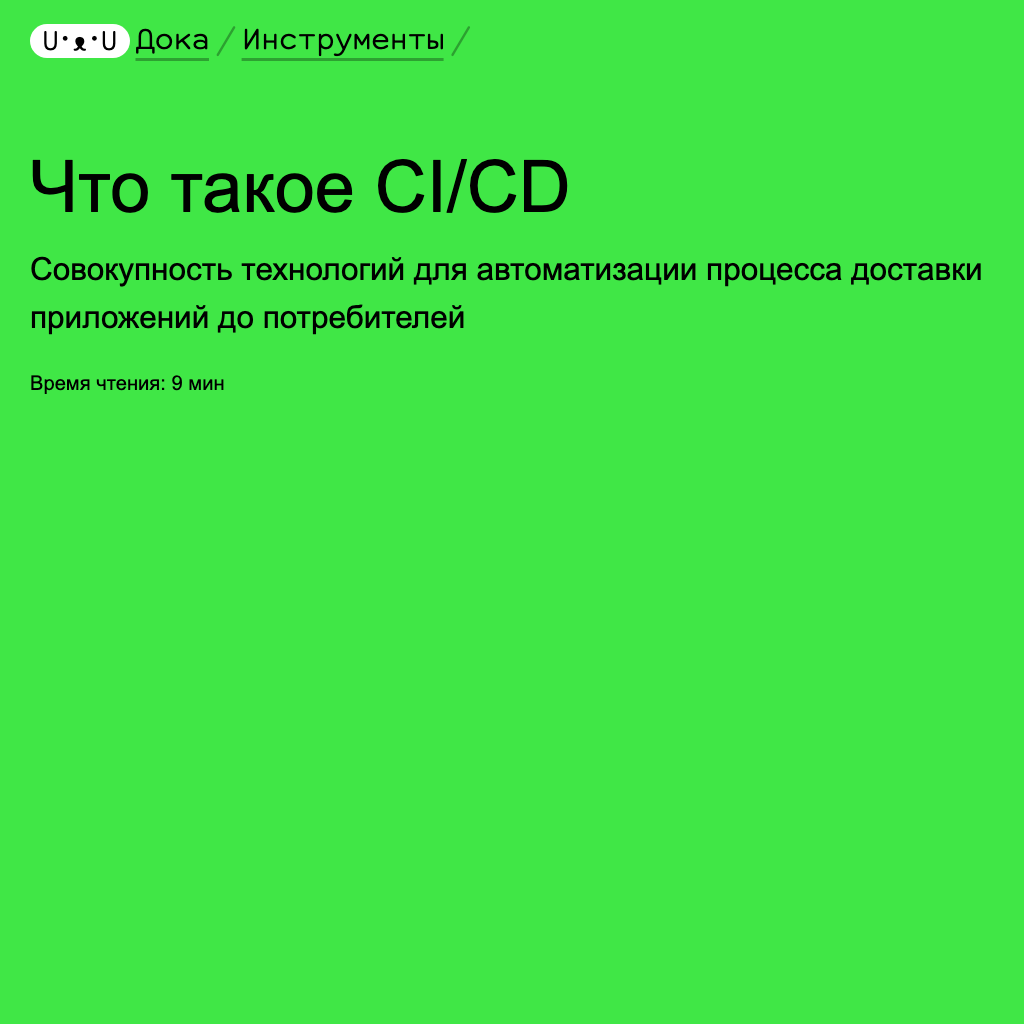 U•ᴥ•U Дока / Инструменты /
Что такое CI/CD
Совокупность технологий для автоматизации процесса доставки
приложений до потребителей
Время чтения: 9 мин